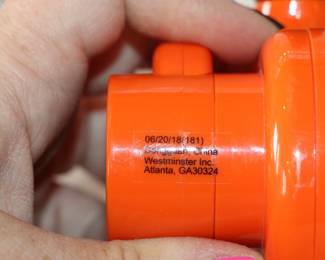 06/20/18(181)
China
Westminster Inc.
Atlanta, GA30324